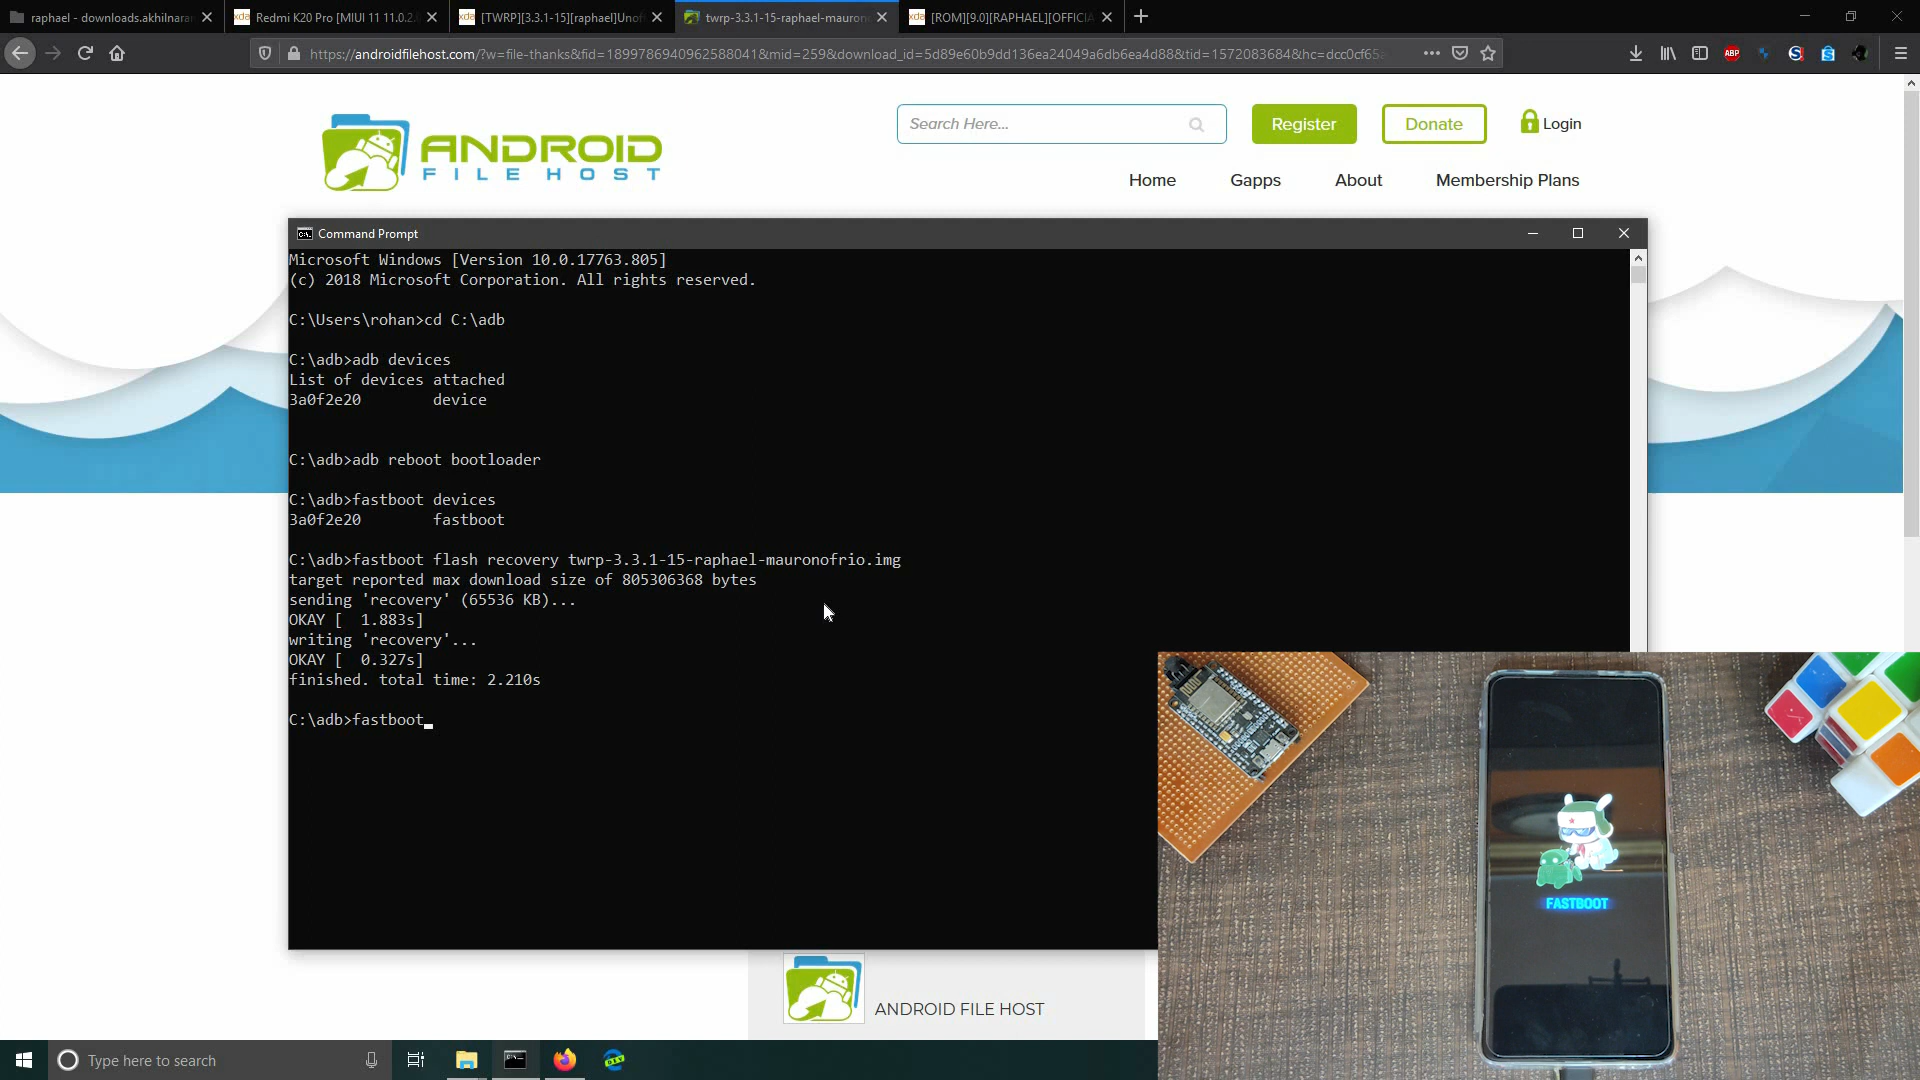 raphael - downloads.akhilnarar
Redmi K20 Pro [MIUI 11 11.0.2.0
[TWRP][3.3.1-15][raphael]Unof
twrp-3.3.1-15-raphael-maurono
[ROM][9.0][RAPHAEL][OFFICIA
https://androidfilehost.com/?w=file-thanks&fid=1899786940962588041&mid=259&download_id=5d89e60b9dd136ea24049a6db6ea4d88&tid=1572083684&hc=dcc0cf65a
ABP
ANDROID
FILE HOST
Search Here...
Register
Donate
Login
Home
Gapps
About
Membership Plans
Command Prompt
Microsoft Windows [Version 10.0.17763.805]
(c) 2018 Microsoft Corporation. All rights reserved.
C:\Users\rohan>cd C:\adb
C:\adb>adb devices
List of devices attached
3a0f2e20 device
C:\adb>adb reboot bootloader
C:\adb>fastboot devices
3a0f2e20 fastboot
C:\adb>fastboot flash recovery twrp-3.3.1-15-raphael-mauronofrio.img
target reported max download size of 805306368 bytes
sending 'recovery' (65536 KB)...
OKAY [ 1.883s]
writing 'recovery'...
OKAY [ 0.327s]
finished. total time: 2.210s
C:\adb>fastboot_
FASTBOOT
ANDROID FILE HOST
Type here to search